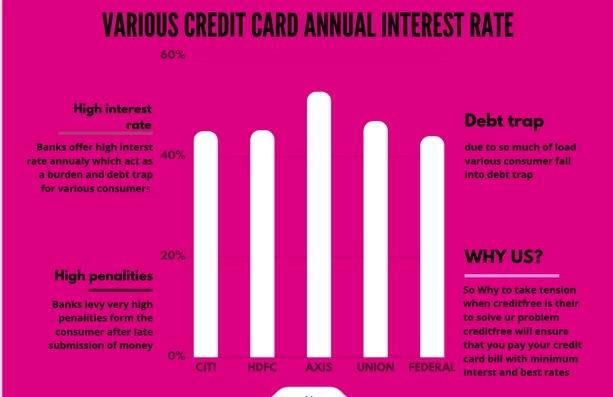 VARIOUS CREDIT CARD ANNUAL INTEREST RATE
60%
40%
20%
0%
CITI HDFC AXIS UNION FEDERAL
High interest
rate
Banks offer high interst
rate annualy which act as
a burden and debt trap
for various consumers
High penalities
Banks levy very high
penalities form the
consumer after late
submission of money
Debt trap
due to so much of load
various consumer fall
into debt trap
WHY US?
So Why to take tension
when creditfree is their
to solve ur problem
creditfree will ensure
that you pay your credit
card bill with minimum
interst and best rates